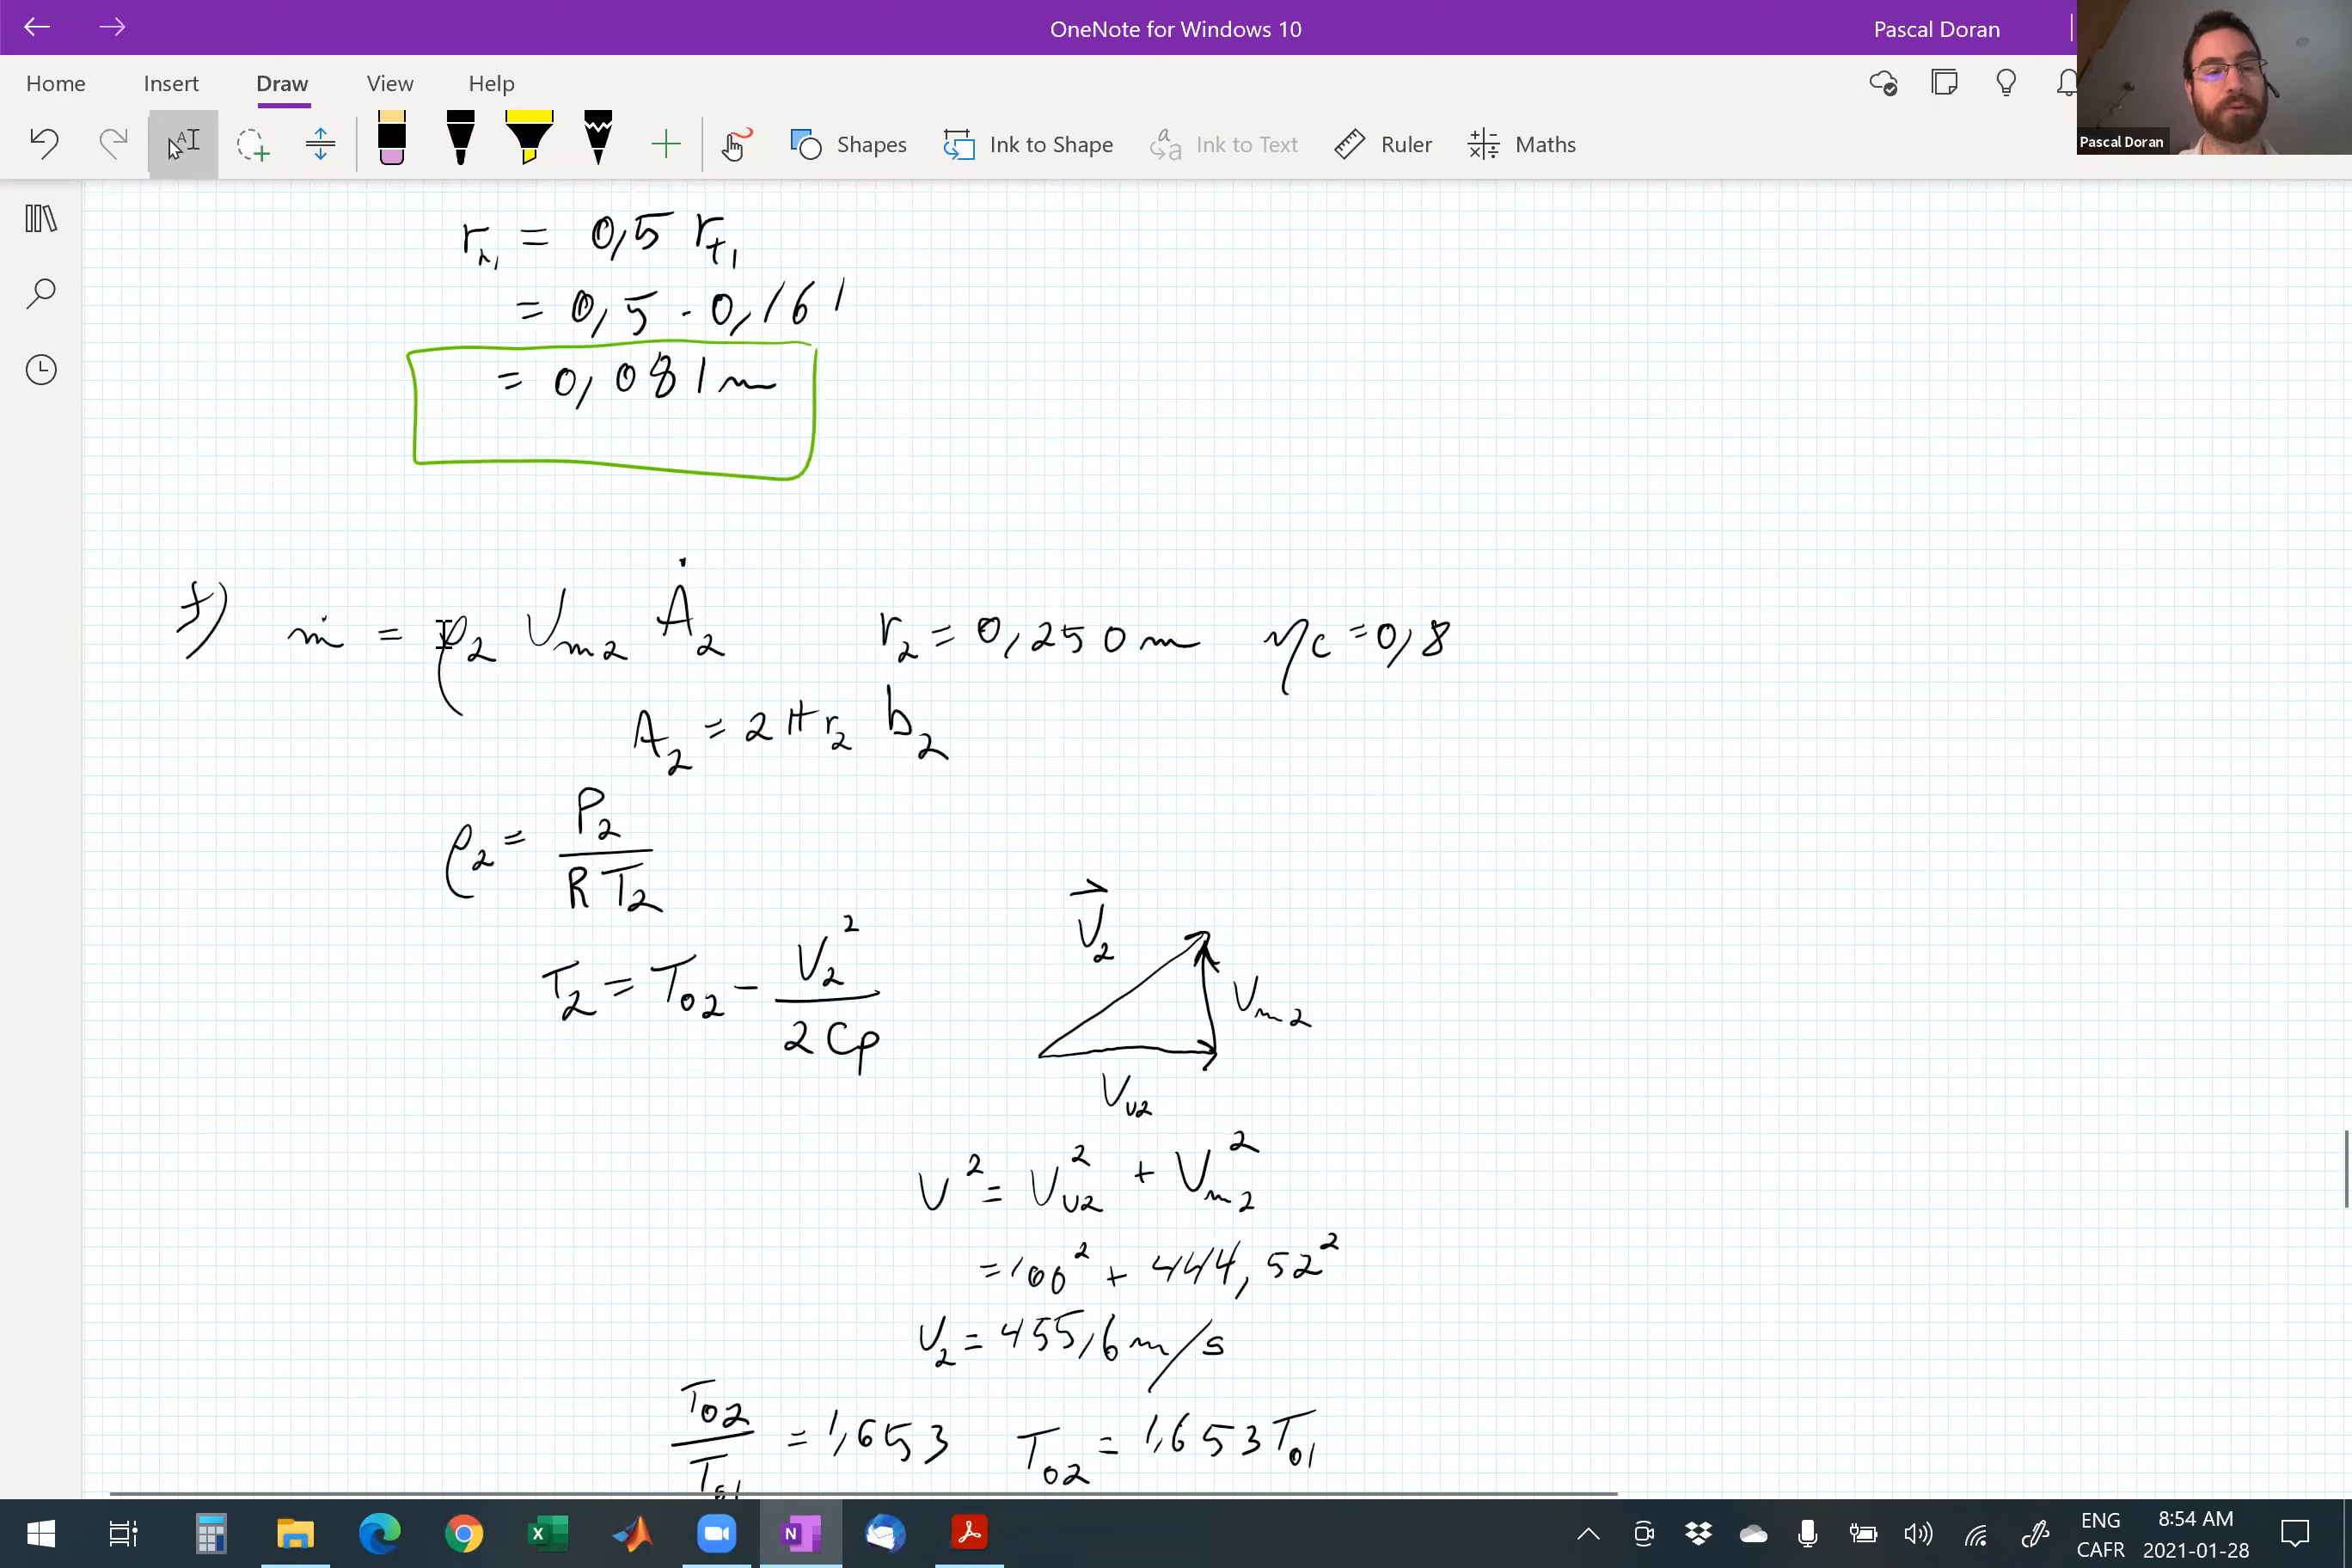 OneNote for Windows 10
Pascal Doran
Home Insert Draw View Help
Shapes Ink to Shape Ink to Text Ruler Maths
Pascal Doran
r_h1 = 0,5 r_t1
= 0,5 · 0,161
= 0,081 m
f) ṁ = ρ2 Vm2 A2 r2 = 0,250 m ηc = 0,8
A2 = 2πr2 b2
ρ2 = P2 / RT2
V2
T2 = T02 − V2² / 2Cp
Vm2
Vu2
V² = Vu2² + Vm2²
= 100² + 444,52²
V2 = 455,6 m/s
T02 / T01 = 1,653 T02 = 1,653 T01
ENG 8:54 AM
CAFR 2021-01-28